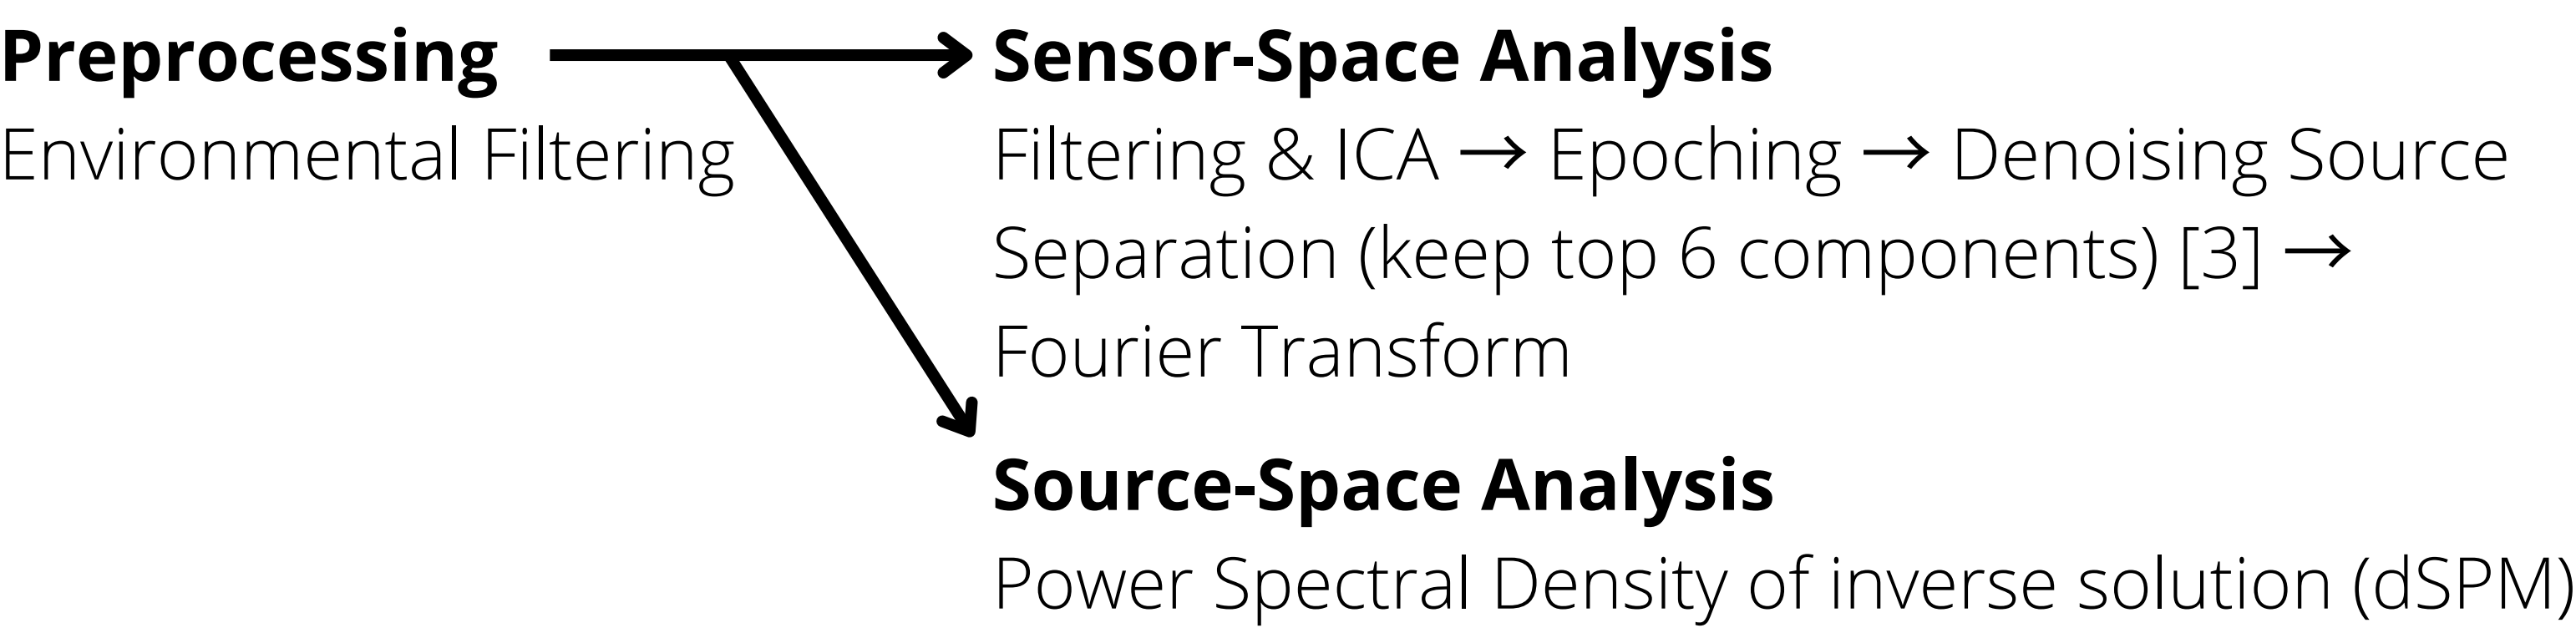 Preprocessing
Environmental Filtering
Sensor-Space Analysis
Filtering & ICA → Epoching → Denoising Source
Separation (keep top 6 components) [3] →
Fourier Transform
Source-Space Analysis
Power Spectral Density of inverse solution (dSPM)